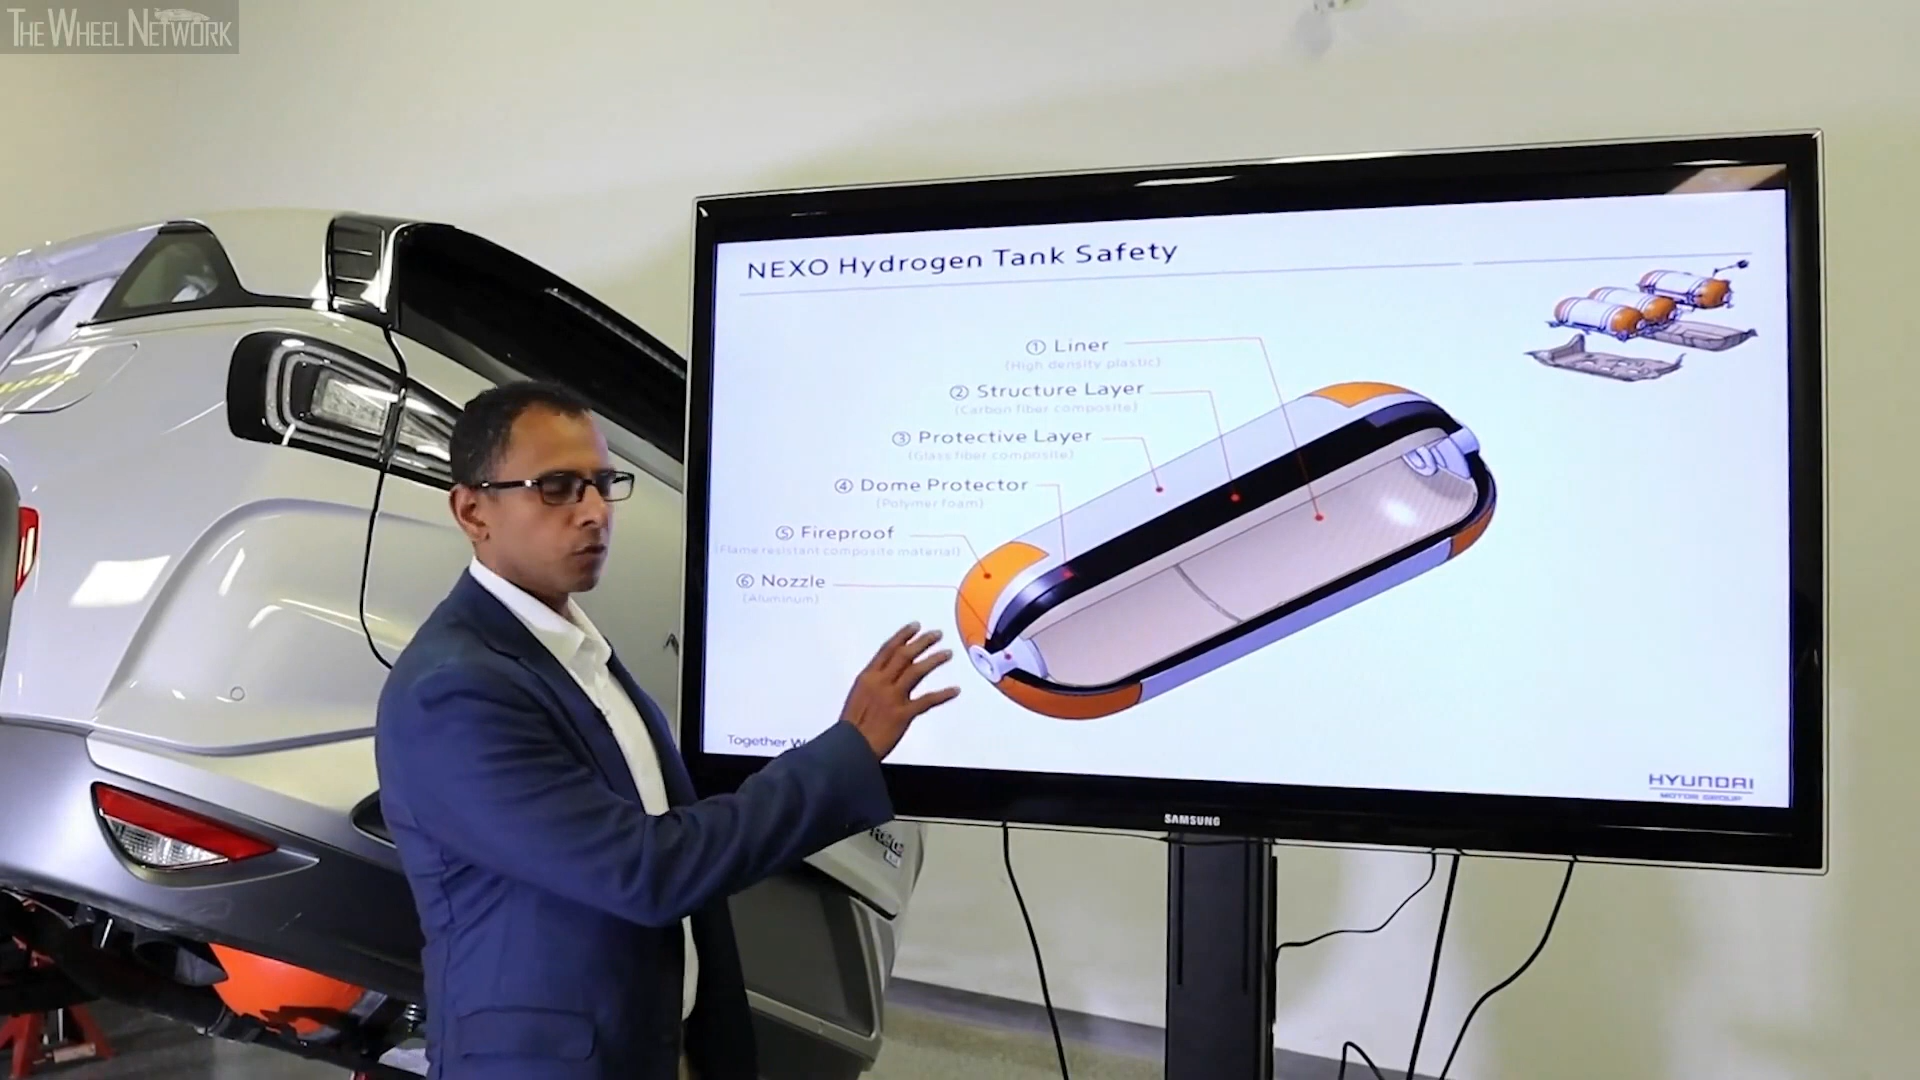 THE WHEEL NETWORK
NEXO Hydrogen Tank Safety
① Liner
(High density plastic)
② Structure Layer
(Carbon fiber composite)
③ Protective Layer
(Glass fiber composite)
④ Dome Protector
(Polymer foam)
⑤ Fireproof
(Flame resistant composite material)
⑥ Nozzle
(Aluminum)
Together
HYUNDAI
MOTOR GROUP
SAMSUNG